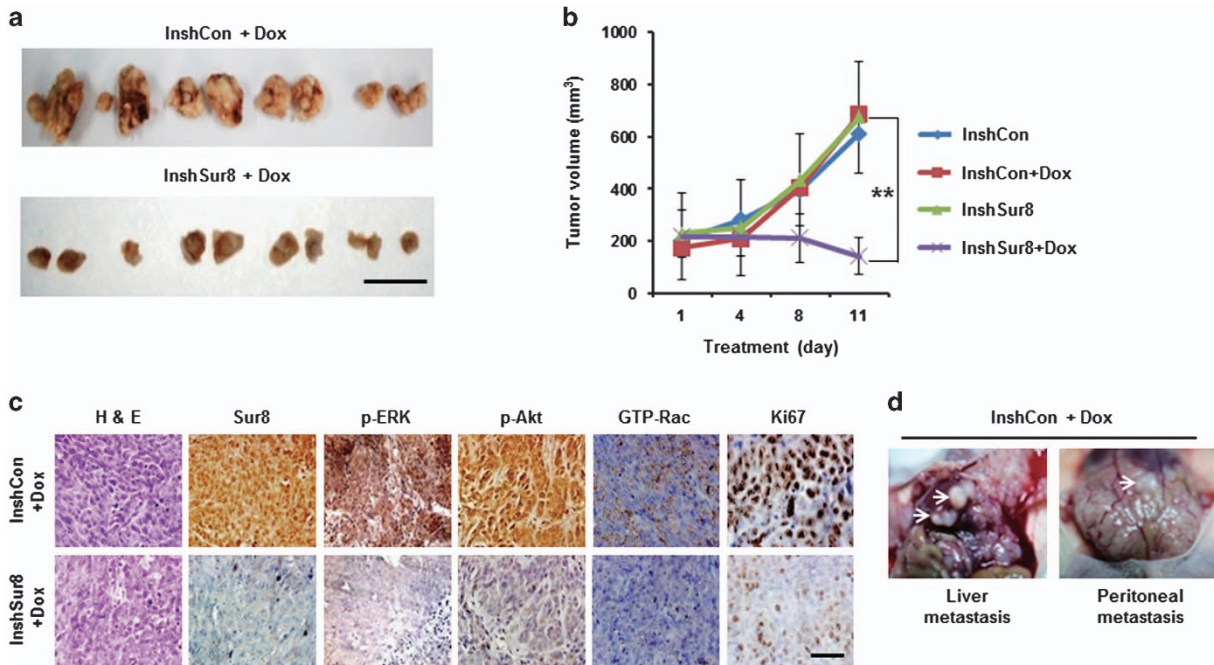 a
InshCon + Dox
InshSur8 + Dox
b
1000
800
600
400
200
0
Tumor volume (mm³)
1 4 8 11
Treatment (day)
**
InshCon
InshCon+Dox
InshSur8
InshSur8+Dox
c
H & E Sur8 p-ERK p-Akt GTP-Rac Ki67
InshCon
+Dox
InshSur8
+Dox
d
InshCon + Dox
Liver
metastasis
Peritoneal
metastasis